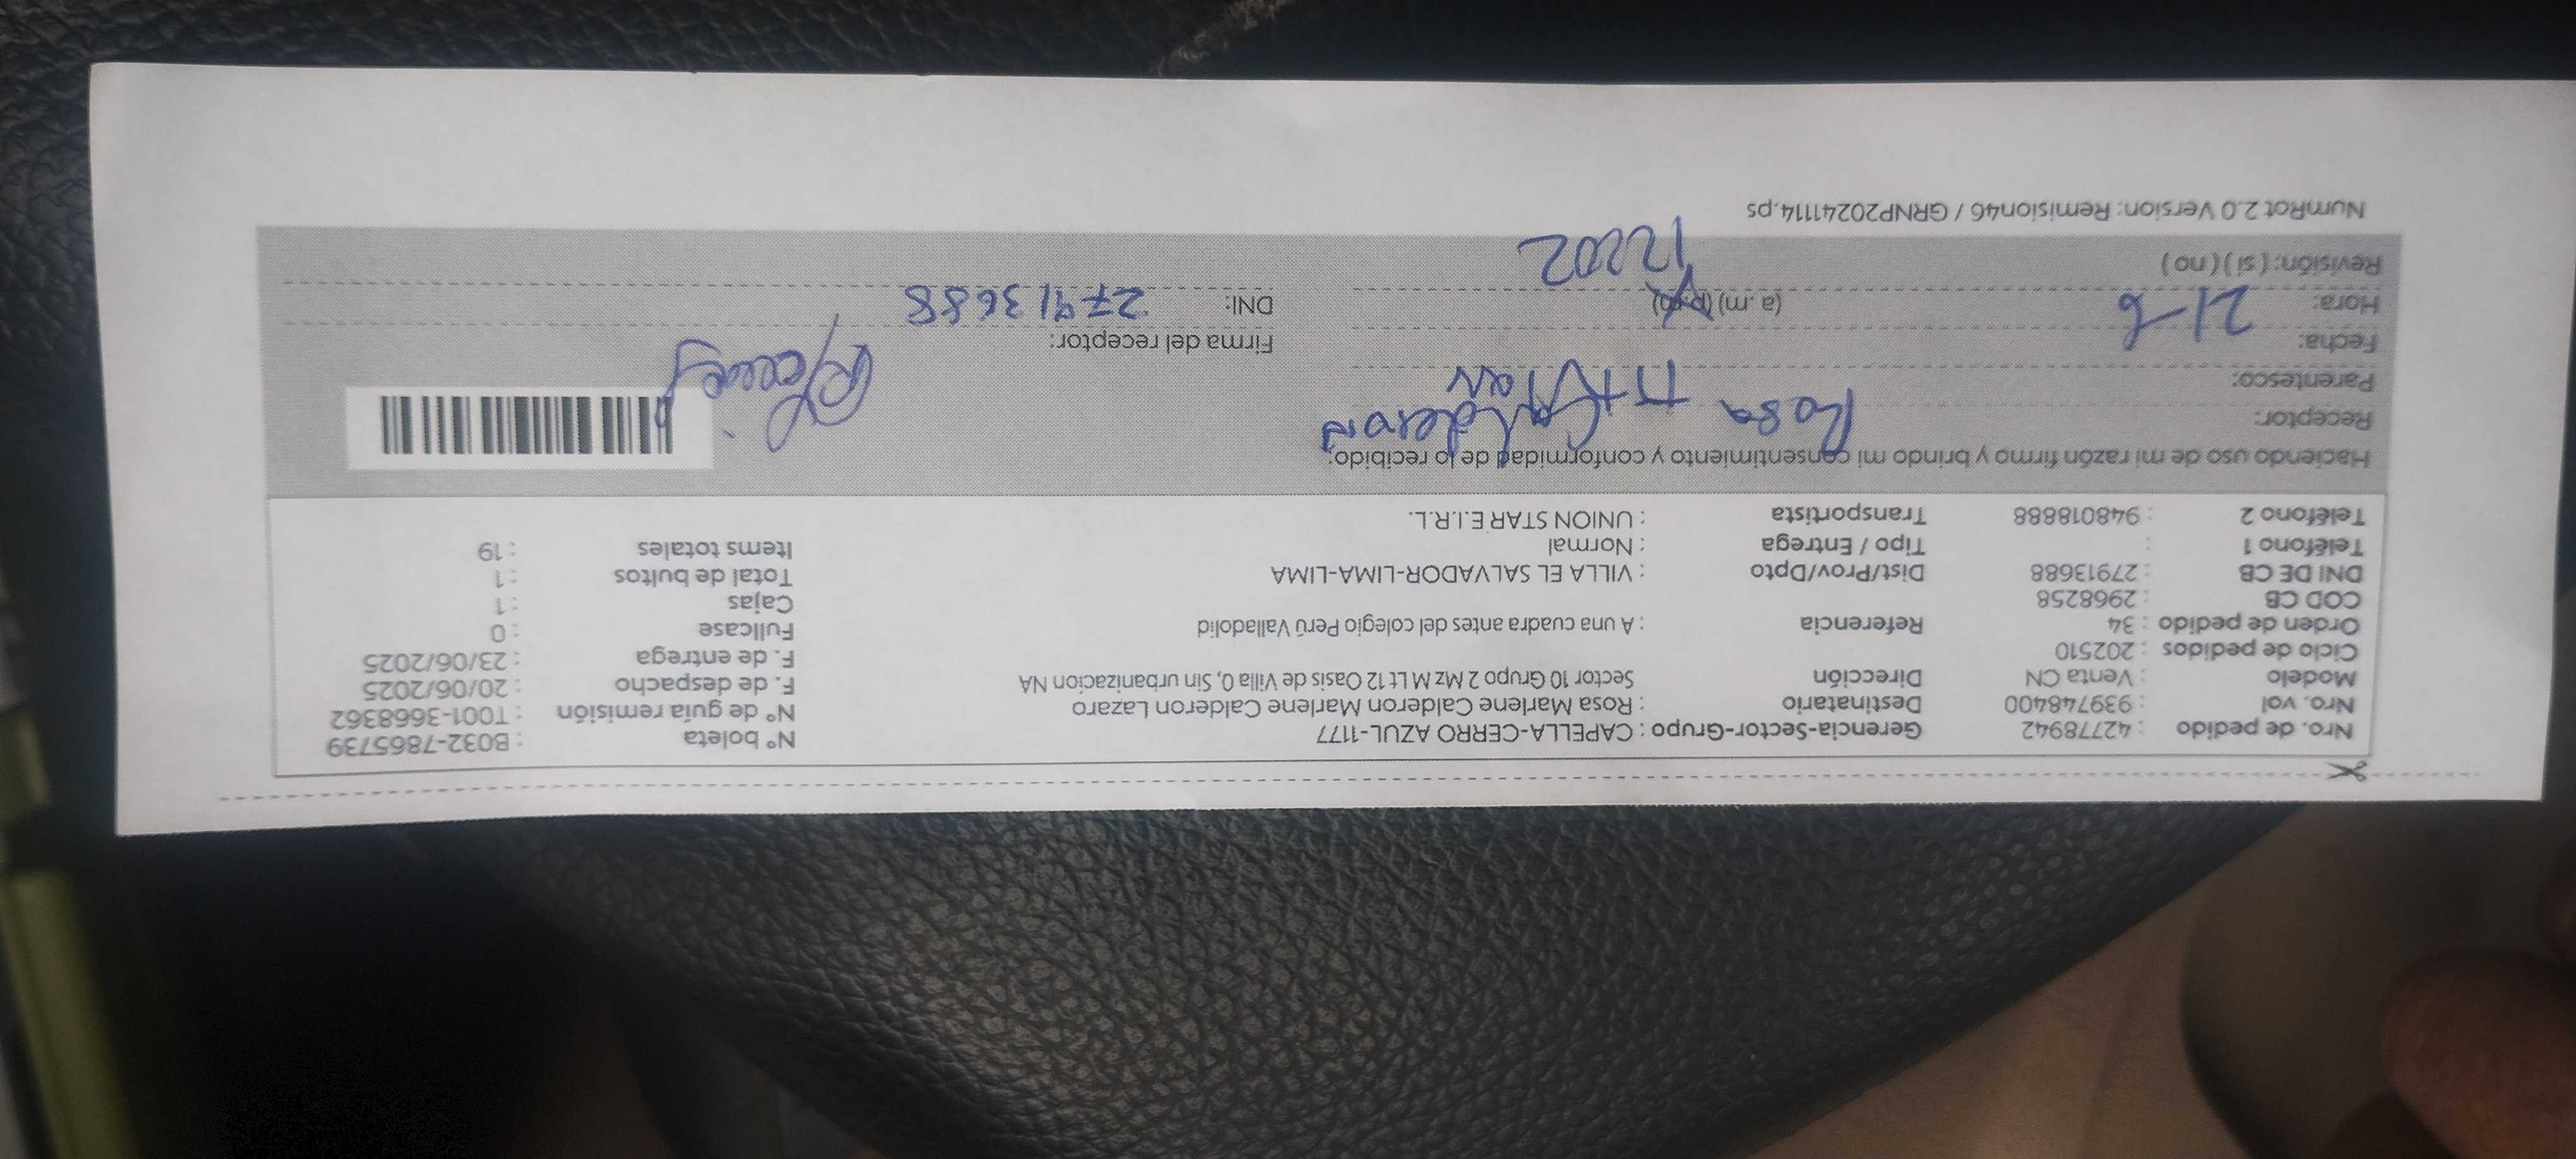 Nro. de pedido : 42778942 Gerencia-Sector-Grupo : CAPELLA-CERRO AZUL-1177 N° boleta : B032-7865739
Nro. vol : 939748400 Destinatario : Rosa Marlene Calderon Marlene Calderon Lazaro N° de guía remisión : T001-3668362
Modelo : Venta CN Dirección Sector 10 Grupo 2 Mz M Lt 12 Oasis de Villa 0, Sin urbanizacion NA F. de despacho : 20/06/2025
Ciclo de pedidos : 202510 F. de entrega : 23/06/2025
Orden de pedido : 34 Referencia : A una cuadra antes del colegio Perú Valladolid Fullcase : 0
COD CB : 2968258 Cajas : 1
DNI DE CB : 27913688 Dist/Prov/Dpto : VILLA EL SALVADOR-LIMA-LIMA Total de bultos : 1
Teléfono 1 : Tipo / Entrega : Normal Items totales : 19
Teléfono 2 : 948018888 Transportista : UNION STAR E.I.R.L.
Haciendo uso de mi razón firmo y brindo mi consentimiento y conformidad de lo recibido:
Receptor: Rosa Calderon
Parentesco:
Fecha: 21-6 Firma del receptor:
Hora: (a.m) (p.m) DNI: 27913688
Revisión: ( si ) ( no )
NumRot 2.0 Version: Remision46 / GRNP20241114.ps